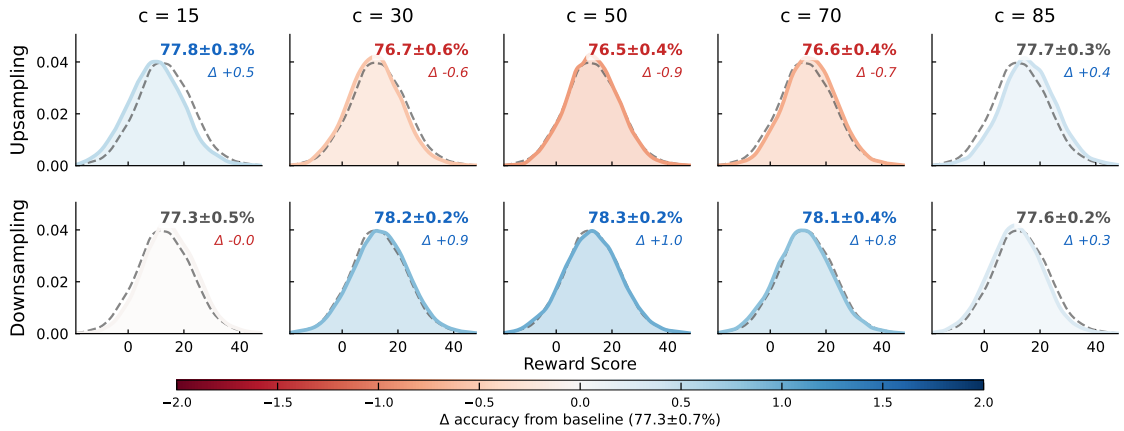 c = 15 c = 30 c = 50 c = 70 c = 85
Upsampling
0.04
0.02
0.00
77.8±0.3%
Δ +0.5
76.7±0.6%
Δ -0.6
76.5±0.4%
Δ -0.9
76.6±0.4%
Δ -0.7
77.7±0.3%
Δ +0.4
Downsampling
0.04
0.02
0.00
77.3±0.5%
Δ -0.0
78.2±0.2%
Δ +0.9
78.3±0.2%
Δ +1.0
78.1±0.4%
Δ +0.8
77.6±0.2%
Δ +0.3
0 20 40 0 20 40 0 20 40 0 20 40 0 20 40
Reward Score
−2.0 −1.5 −1.0 −0.5 0.0 0.5 1.0 1.5 2.0
Δ accuracy from baseline (77.3±0.7%)